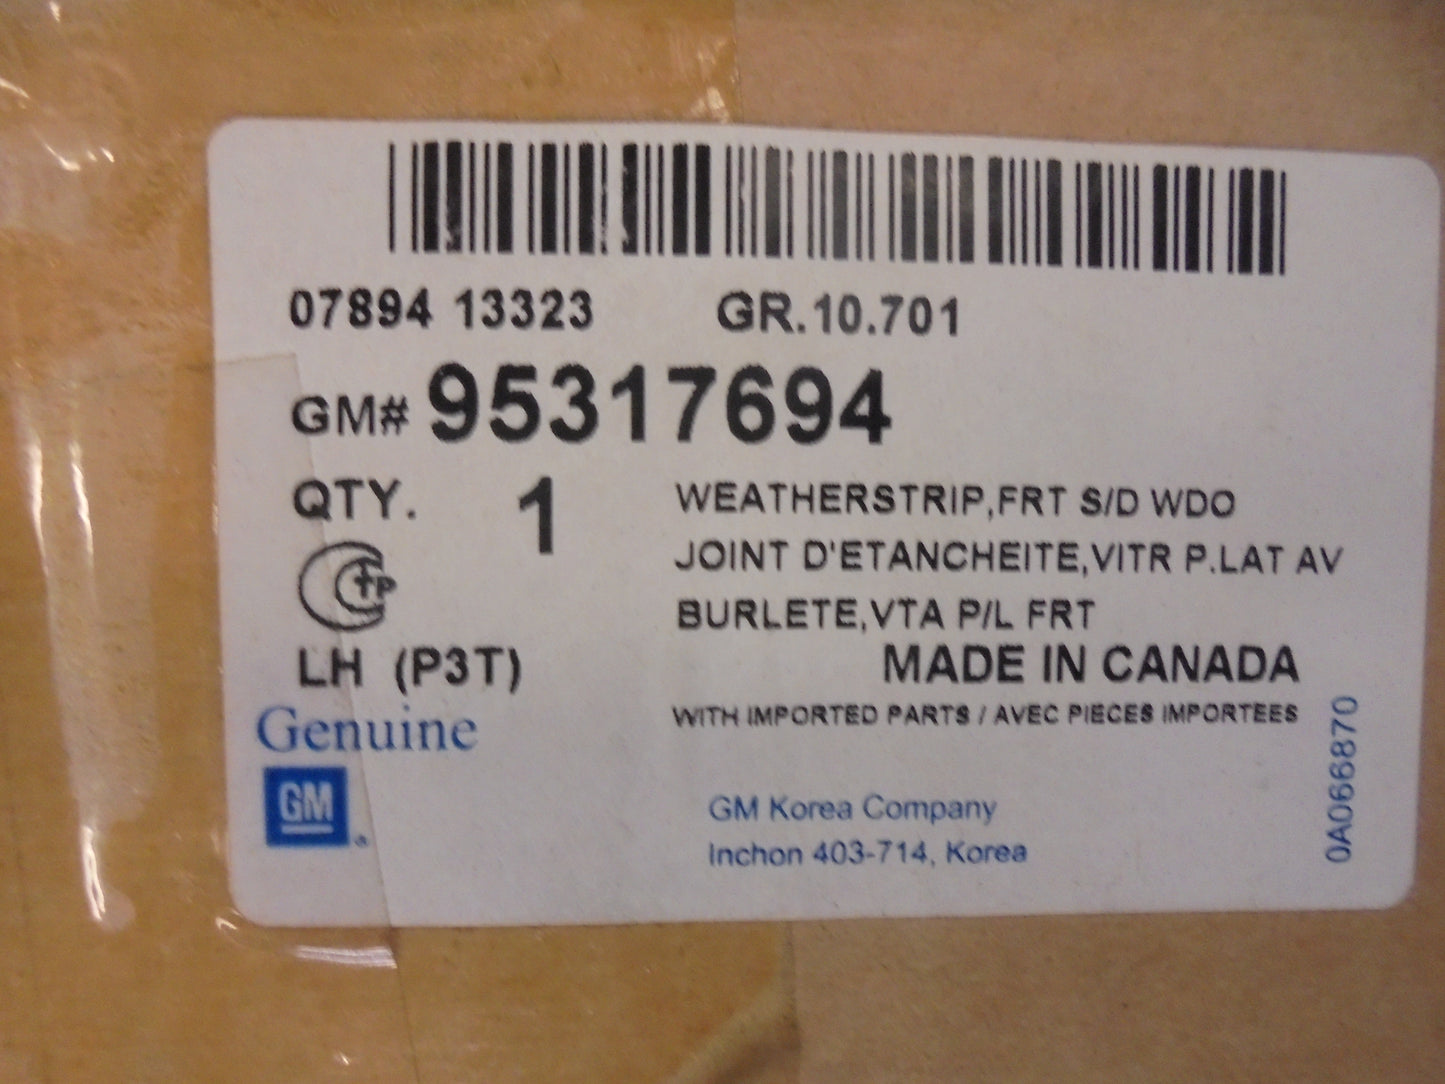 07894 13323 GR.10.701
GM# 95317694
QTY. 1
WEATHERSTRIP,FRT S/D WDO
JOINT D'ETANCHEITE,VITR P.LAT AV
BURLETE,VTA P/L FRT
LH (P3T)
MADE IN CANADA
WITH IMPORTED PARTS / AVEC PIECES IMPORTEES
Genuine
GM
GM Korea Company
Inchon 403-714, Korea
0A066870